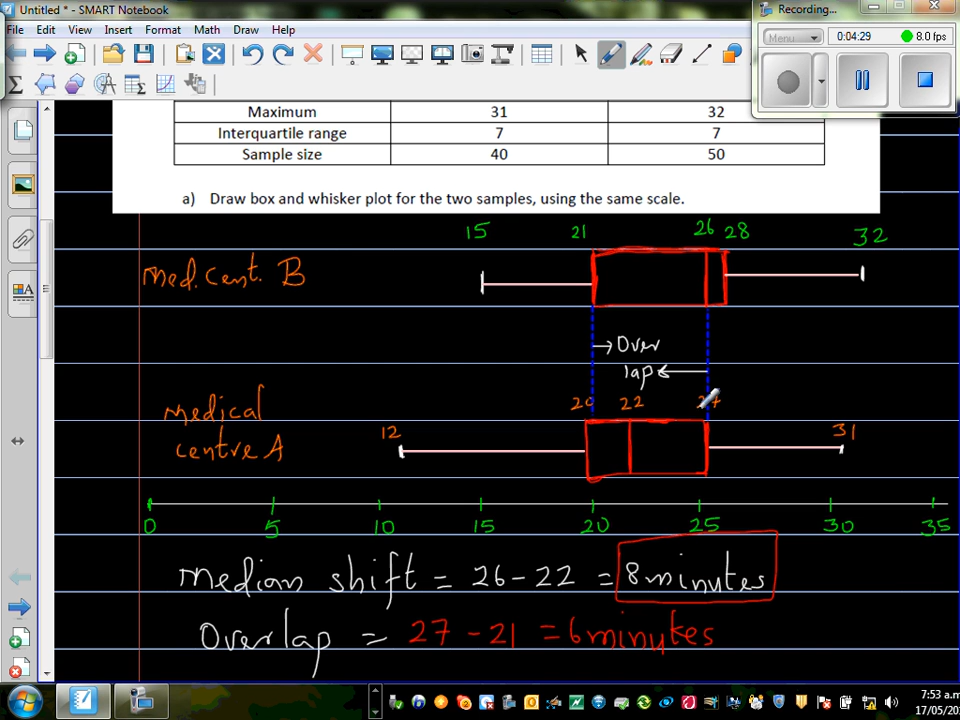 Untitled * - SMART Notebook
Recording...
File Edit View Insert Format Math Draw Help
Menu
0:04:29
8.0 fps
Maximum 31 32
Interquartile range 7 7
Sample size 40 50
a) Draw box and whisker plot for the two samples, using the same scale.
15 21 26 28 32
Med.Cent. B
Over
lap
20 22
Medical
centre A
12
31
0 5 10 15 20 25 30 35
Median shift = 26-22 = 8minutes
Overlap = 27-21 = 6minutes
7:53 a.m
17/05/20